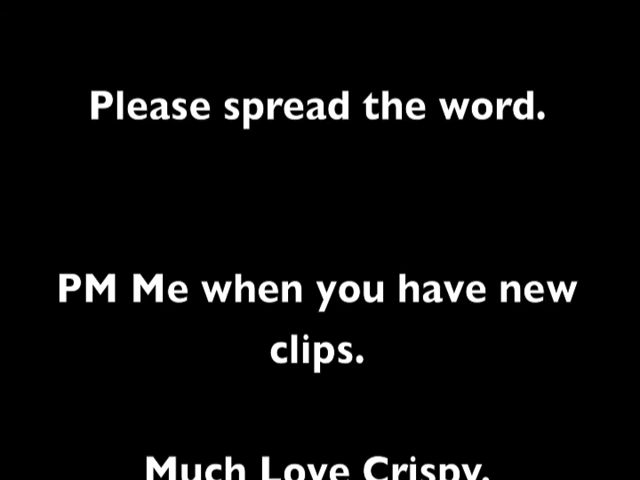 Please spread the word.
PM Me when you have new
clips.
Much Love Crispy.